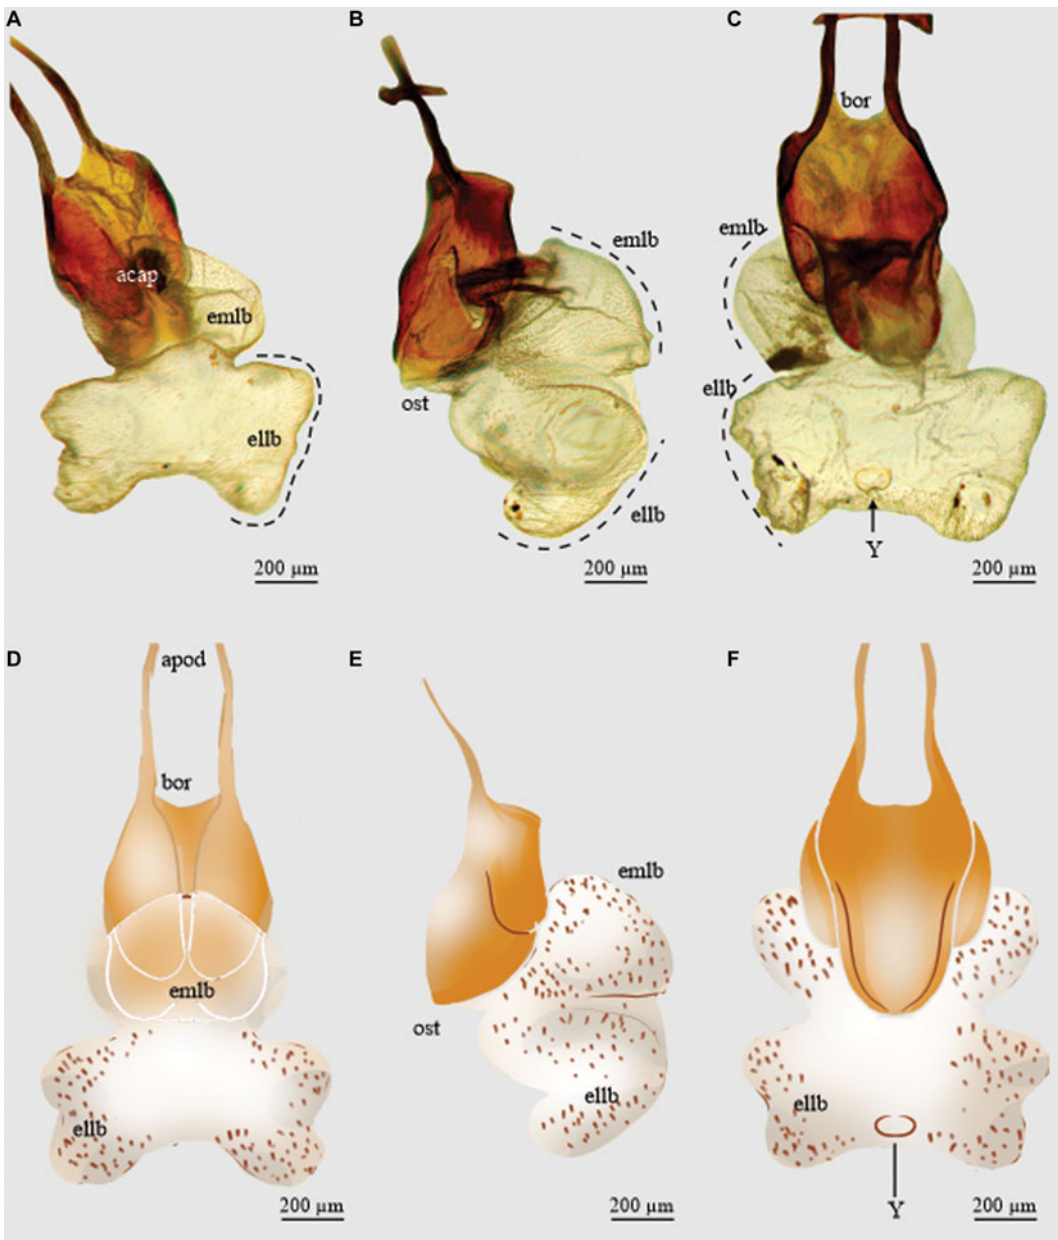 A
B
C
bor
emlb
emlb
acap
emlb
ellb
ost
ellb
ellb
Y
200 µm
200 µm
200 µm
D
E
F
apod
bor
emlb
emlb
ost
ellb
ellb
ellb
Y
200 µm
200 µm
200 µm